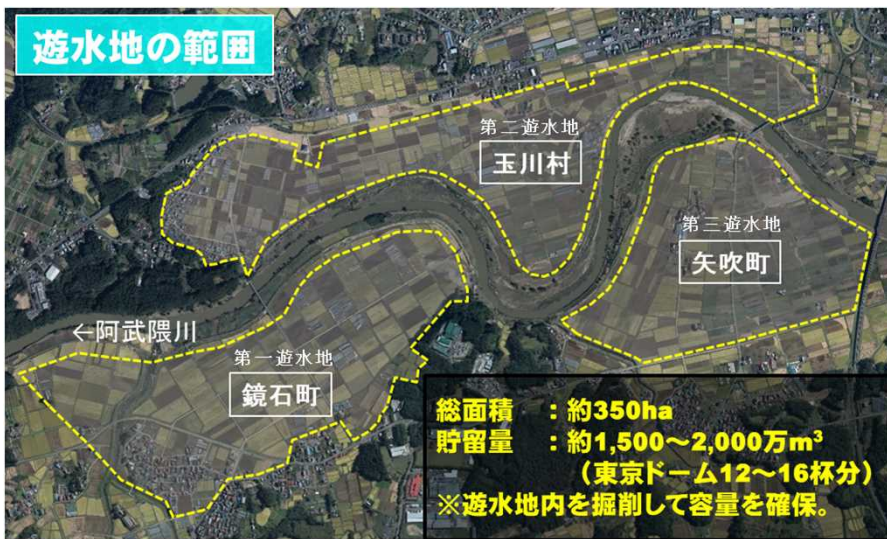 遊水地の範囲
第二遊水地
玉川村
第三遊水地
矢吹町
←阿武隈川
第一遊水地
鏡石町
総面積 ：約350ha
貯留量 ：約1,500～2,000万m³
（東京ドーム12～16杯分）
※遊水地内を掘削して容量を確保。